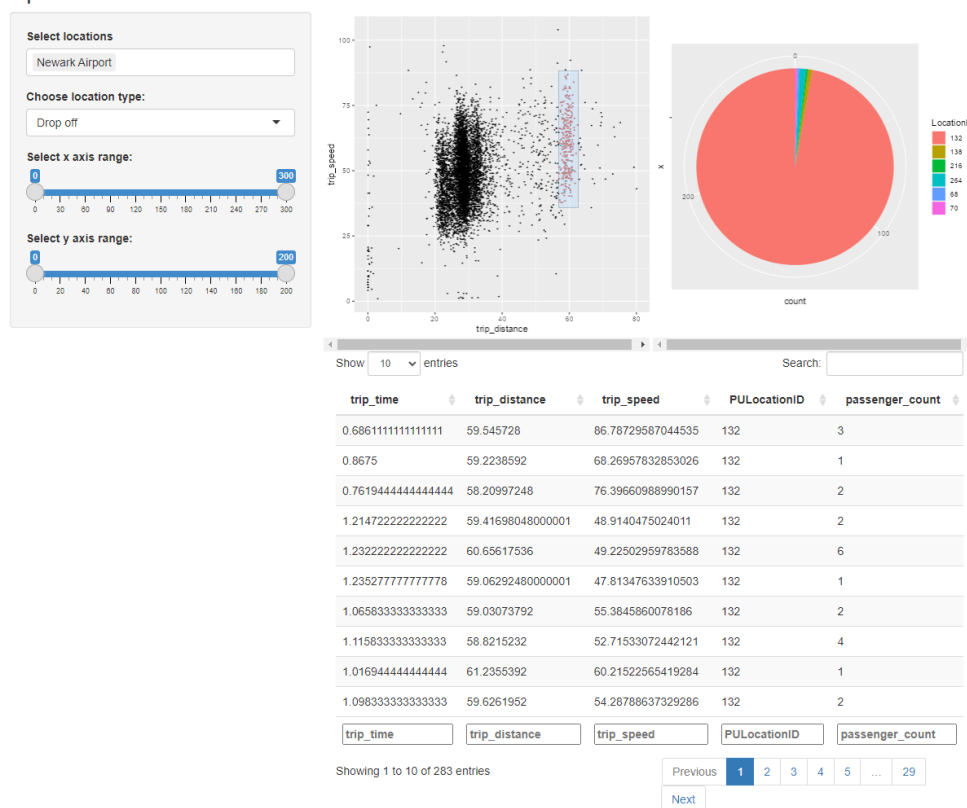 Select locations
Newark Airport
Choose location type:
Drop off
Select x axis range:
0 300
0 30 60 90 120 150 180 210 240 270 300
Select y axis range:
0 200
0 20 40 60 80 100 120 140 160 180 200
100
75
50
25
0
trip_speed
0 20 40 60 80
trip_distance
0
x
200
100
count
Location
132
138
216
264
68
70
Show 10 entries
Search:
trip_time trip_distance trip_speed PULocationID passenger_count
0.6861111111111111 59.545728 86.78729587044535 132 3
0.8675 59.2238592 68.26957832853026 132 1
0.7619444444444444 58.20997248 76.39660988990157 132 2
1.214722222222222 59.41698048000001 48.9140475024011 132 2
1.232222222222222 60.65617536 49.22502959783588 132 6
1.235277777777778 59.06292480000001 47.81347633910503 132 1
1.065833333333333 59.03073792 55.3845860078186 132 2
1.115833333333333 58.8215232 52.71533072442121 132 4
1.016944444444444 61.2355392 60.21522565419284 132 1
1.098333333333333 59.6261952 54.28788637329286 132 2
trip_time trip_distance trip_speed PULocationID passenger_count
Showing 1 to 10 of 283 entries
Previous 1 2 3 4 5 ... 29
Next